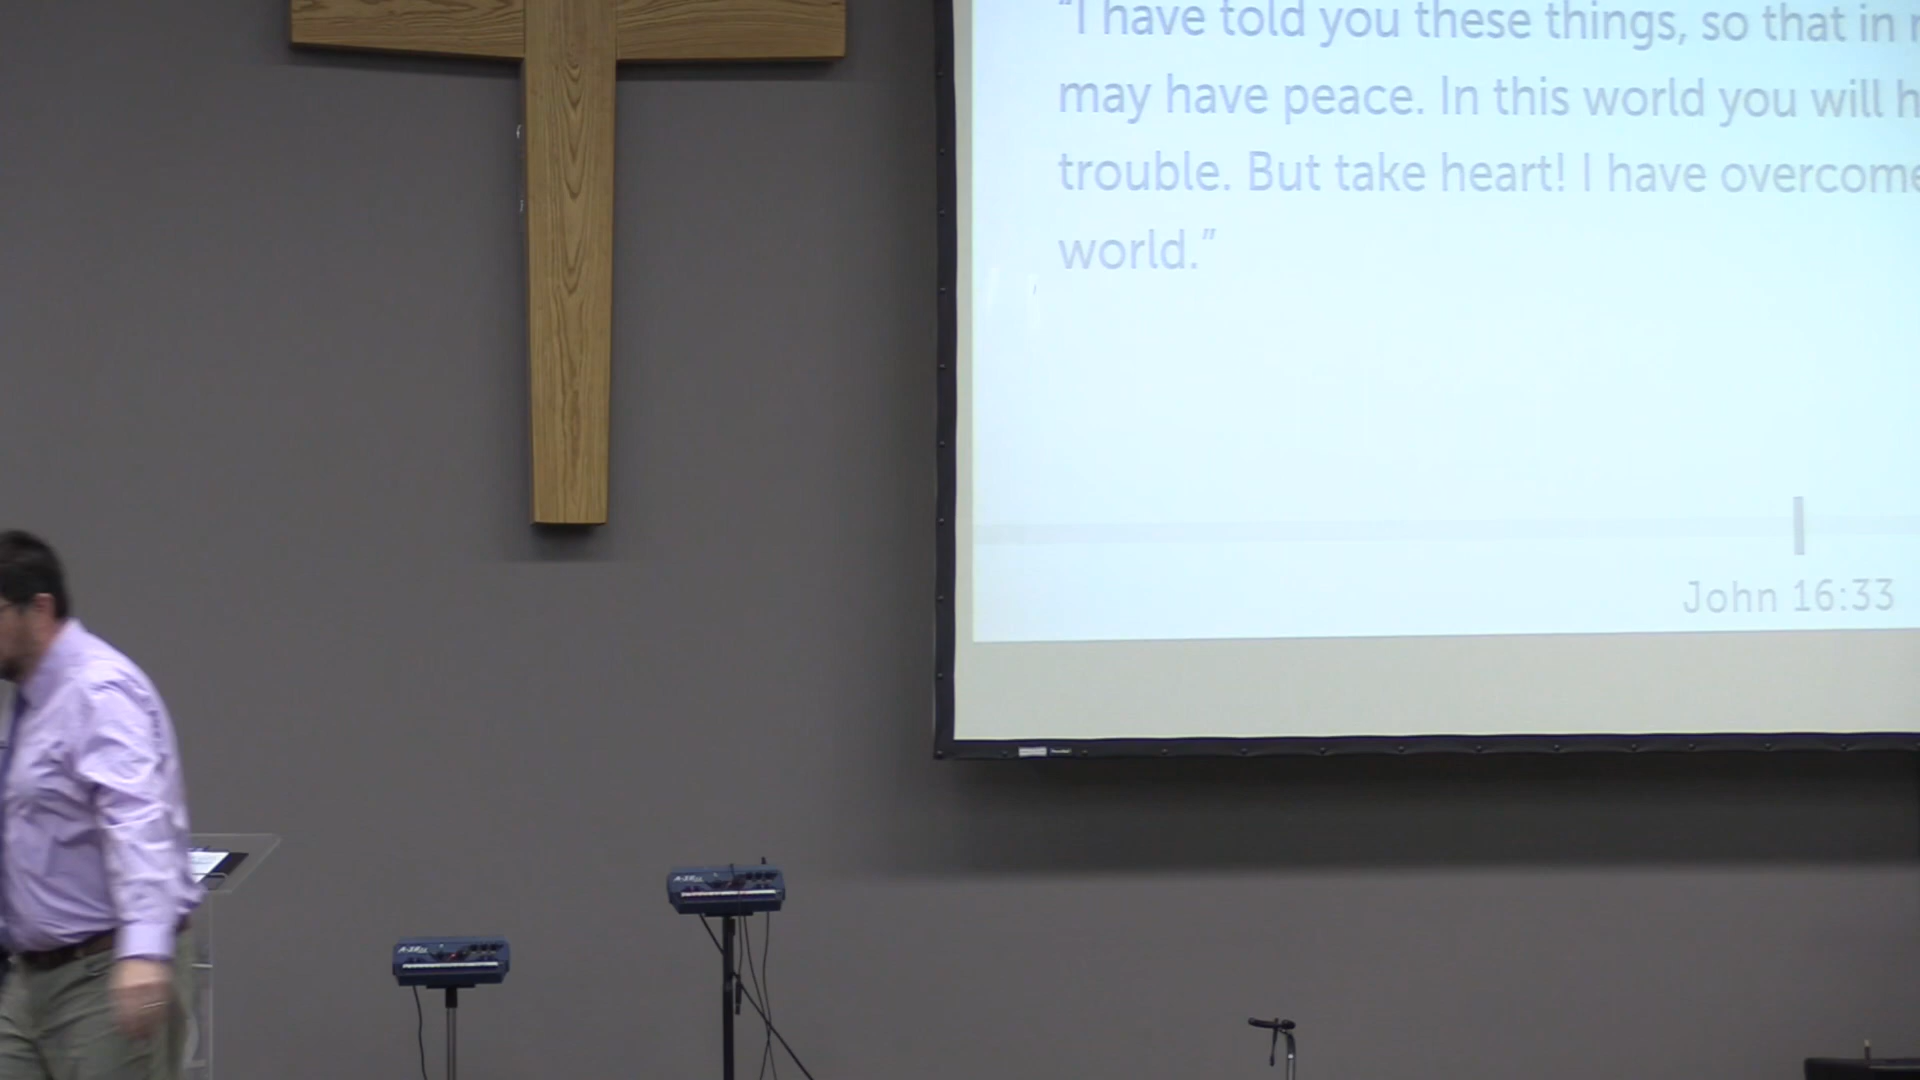 “I have told you these things, so that in
may have peace. In this world you will
trouble. But take heart! I have overcome
world.”
John 16:33